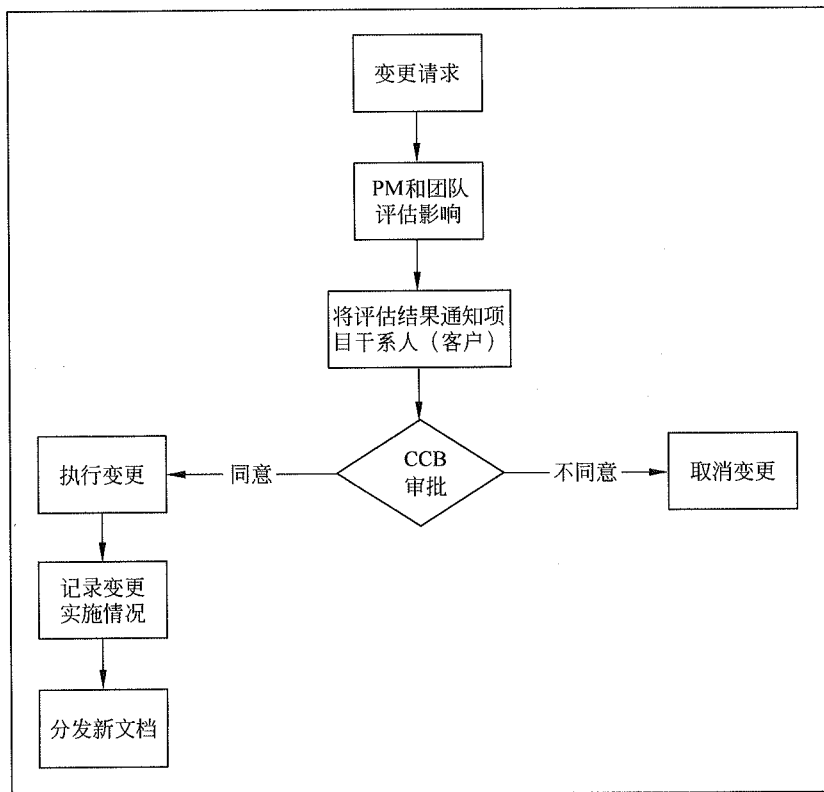 变更请求
PM和团队
评估影响
将评估结果通知项
目干系人（客户）
CCB
审批
同意
不同意
执行变更
取消变更
记录变更
实施情况
分发新文档